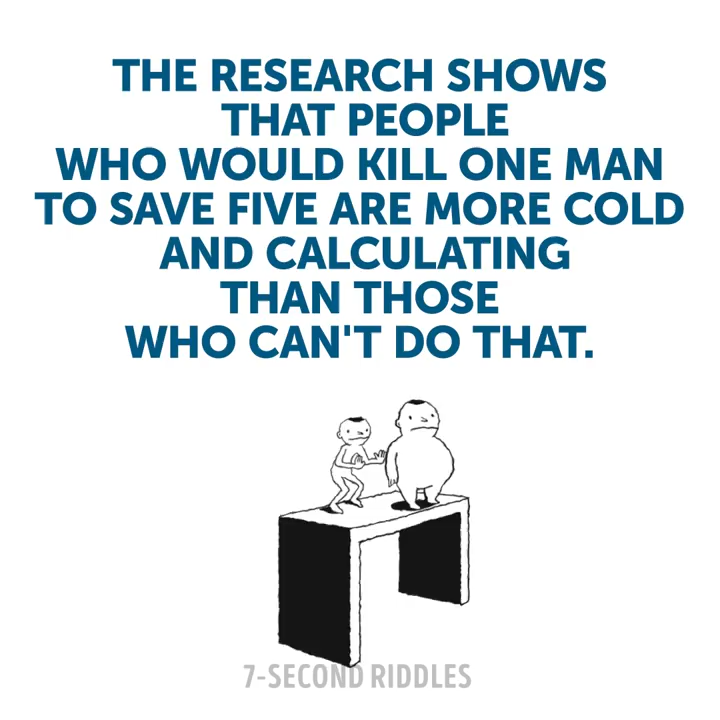 THE RESEARCH SHOWS
THAT PEOPLE
WHO WOULD KILL ONE MAN
TO SAVE FIVE ARE MORE COLD
AND CALCULATING
THAN THOSE
WHO CAN'T DO THAT.
7-SECOND RIDDLES